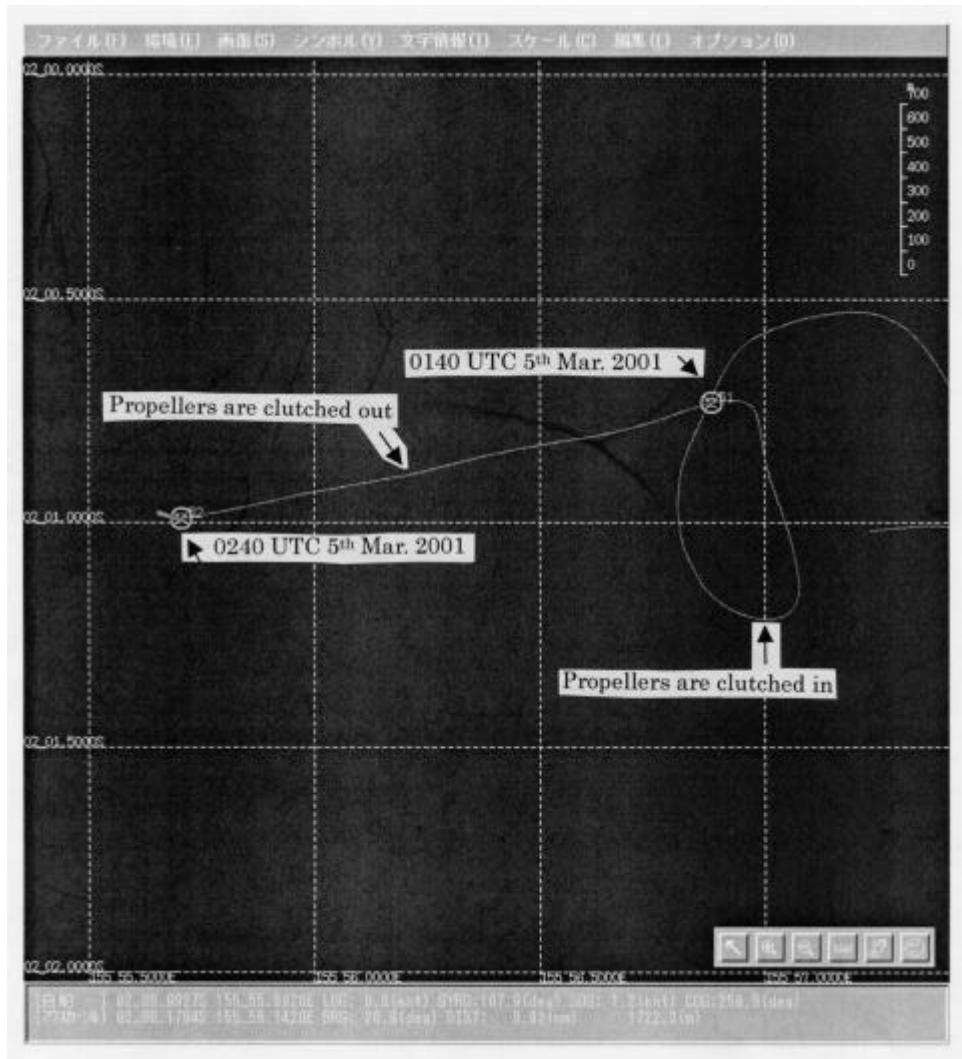 ファイル(F) 環境(E) 画面(S) シンボル(Y) 文字情報(I) スケール(C) 編集(E) オプション(O)
02_00.0000S
m
700
600
500
400
300
200
100
0
02_00.5000S
0140 UTC 5th Mar. 2001
Propellers are clutched out
02_01.0000S
0240 UTC 5th Mar. 2001
Propellers are clutched in
02_01.5000S
02_02.0000S
155_55.5000E 155_56.0000E 155_56.5000E 155_57.0000E